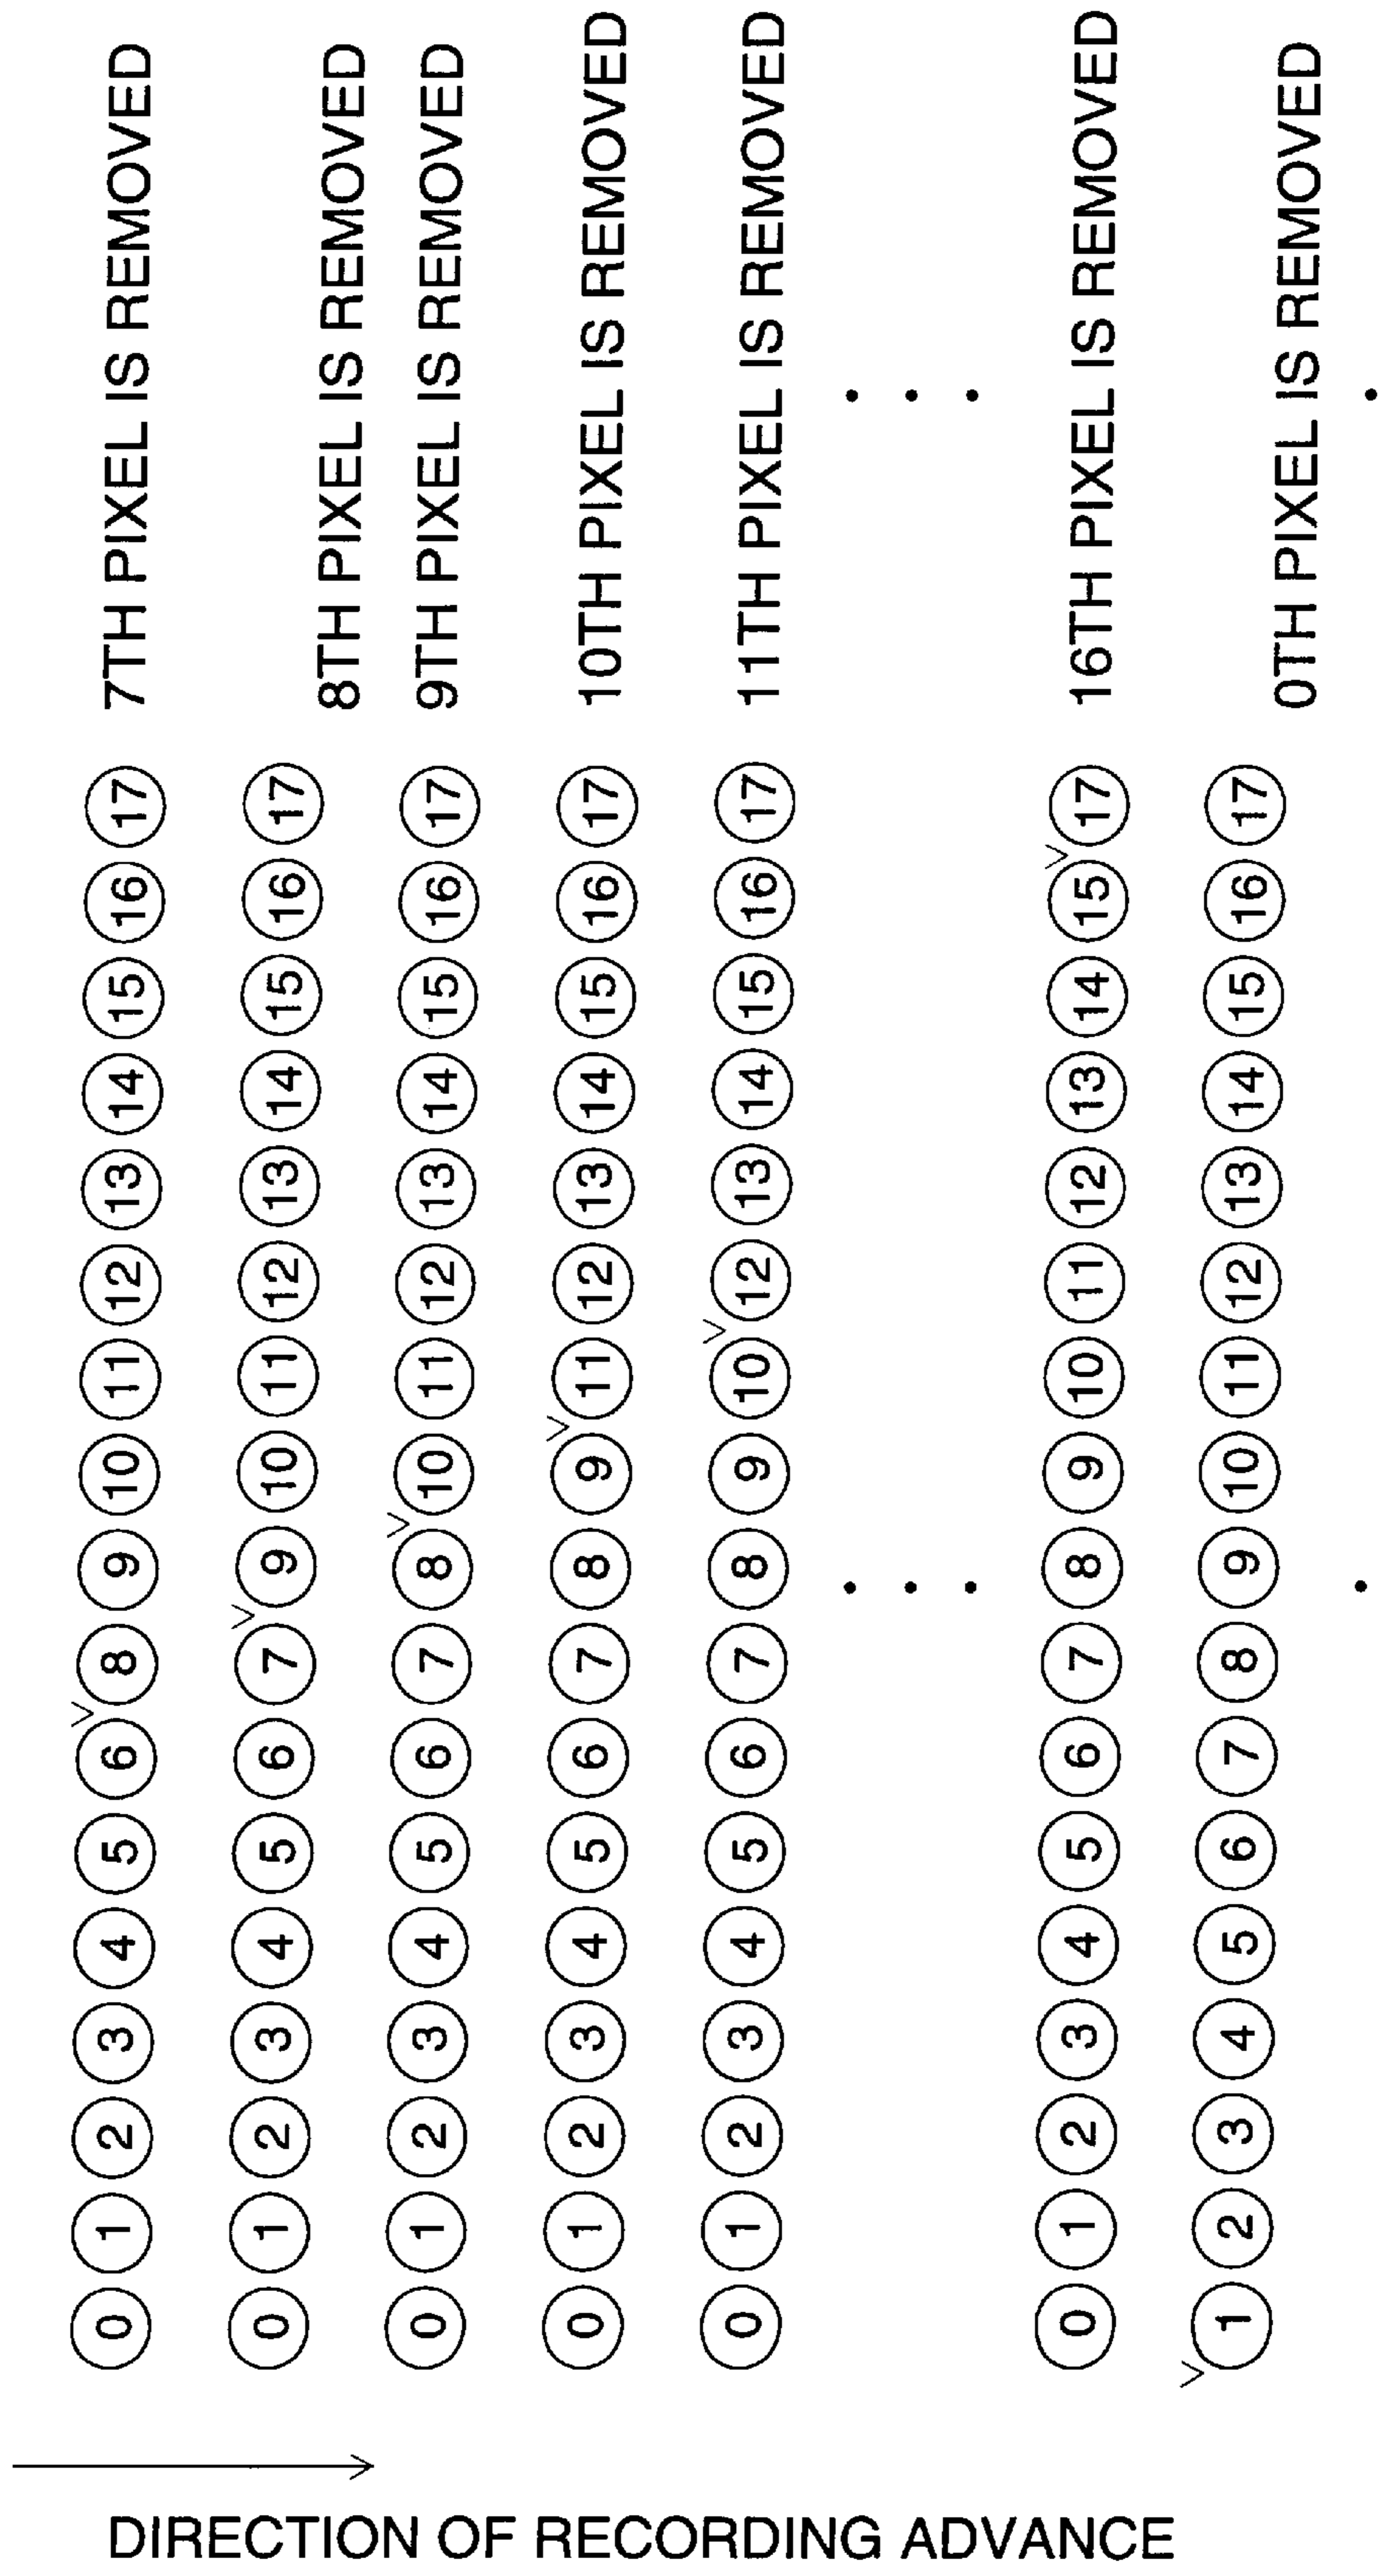 DIRECTION OF RECORDING ADVANCE
0 1 2 3 4 5 6 8 9 10 11 12 13 14 15 16 17 7TH PIXEL IS REMOVED
0 1 2 3 4 5 6 7 9 10 11 12 13 14 15 16 17 8TH PIXEL IS REMOVED
0 1 2 3 4 5 6 7 8 10 11 12 13 14 15 16 17 9TH PIXEL IS REMOVED
0 1 2 3 4 5 6 7 8 9 11 12 13 14 15 16 17 10TH PIXEL IS REMOVED
0 1 2 3 4 5 6 7 8 9 10 12 13 14 15 16 17 11TH PIXEL IS REMOVED
0 1 2 3 4 5 6 7 8 9 10 11 12 13 14 15 17 16TH PIXEL IS REMOVED
1 2 3 4 5 6 7 8 9 10 11 12 13 14 15 16 17 0TH PIXEL IS REMOVED